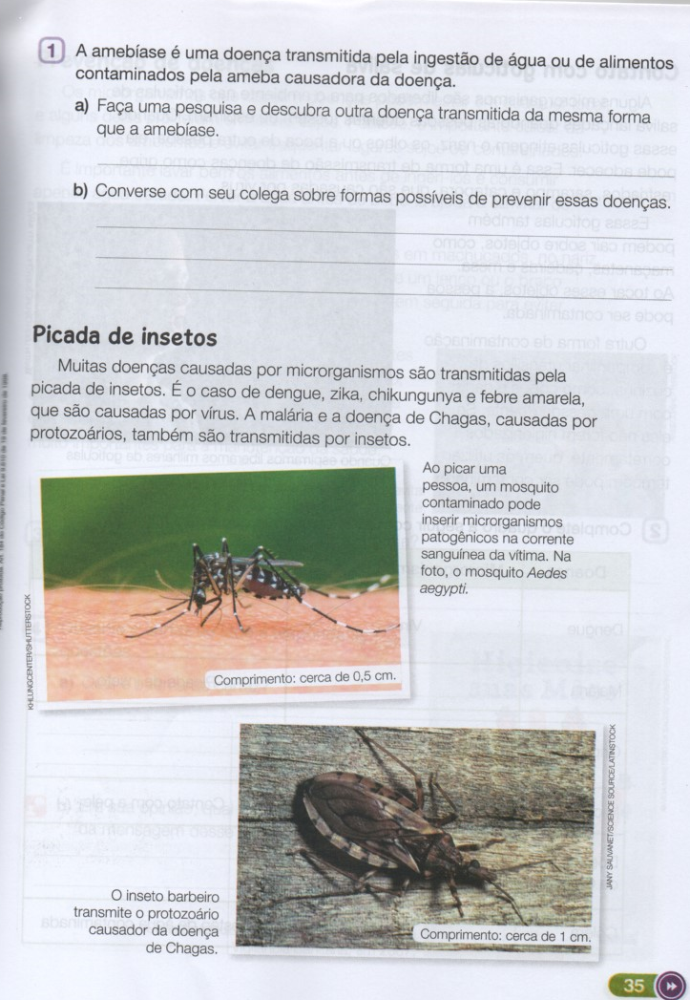 1 A amebíase é uma doença transmitida pela ingestão de água ou de alimentos
contaminados pela ameba causadora da doença.
a) Faça uma pesquisa e descubra outra doença transmitida da mesma forma
que a amebíase.
b) Converse com seu colega sobre formas possíveis de prevenir essas doenças.
Picada de insetos
Muitas doenças causadas por microrganismos são transmitidas pela
picada de insetos. É o caso de dengue, zika, chikungunya e febre amarela,
que são causadas por vírus. A malária e a doença de Chagas, causadas por
protozoários, também são transmitidas por insetos.
Ao picar uma
pessoa, um mosquito
contaminado pode
inserir microrganismos
patogênicos na corrente
sanguínea da vítima. Na
foto, o mosquito Aedes
aegypti.
KHLUNGCENTER/SHUTTERSTOCK
Comprimento: cerca de 0,5 cm.
JANY SAUVANET/SCIENCE SOURCE/LATINSTOCK
O inseto barbeiro
transmite o protozoário
causador da doença
de Chagas.
Comprimento: cerca de 1 cm.
35